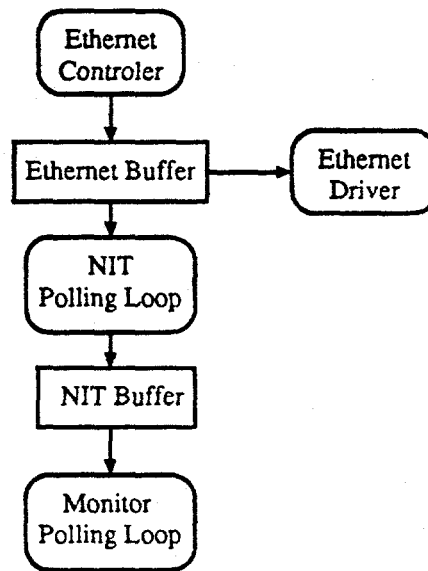 Ethernet
Controler
Ethernet Buffer
Ethernet
Driver
NIT
Polling Loop
NIT Buffer
Monitor
Polling Loop